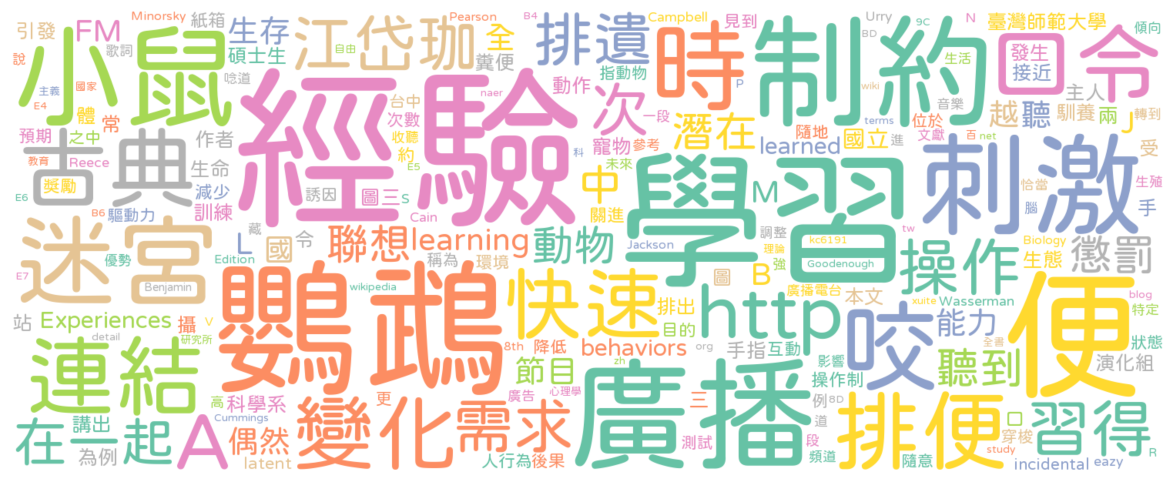 引發
Minorsky
紙箱
生存
江岱珈
Pearson
全
B4
排遺
Campbell
見到
時
制約
Urry
9C
N
臺灣師範大學
傾向
FM
歌詞
碩士生
自由
糞便
指動物
P
BD
生活
口令
發生
接近
說
小鼠
唸道
經驗
動作
次
一段
wiki
音樂
主人
主義
國家
E4
體
常
台中
次數
naer
寵物
參考
潛在
隨地
terms
位於
越
聽
馴養
兩
J
轉到
預期
之中
作者
收聽
learned
國立
進
文獻
百
net
受
古典
Reece
生命
約
E5
未來
科
學習
刺激
恰當
生殖
教育
獎勵
減少
誘因
圖三
s
中
M
腦
手
E6
B6
驅動力
訓練
Cain
關進
迷宮
藏
L
國
令
聯想
learning
動物
Jackson
調整
kc6191
tw
操作
Biology
生態
懲罰
優勢
Edition
稱為
環境
理論
強
Goodenough
E7
Benjamin
鸚鵡
wikipedia
快速
排出
圖
B
廣播電台
本文
xuite
Wasserman
blog
特定
站
Experiences
攝
V
目的
http
咬
能力
便
detail
研究所
8th
降低
behaviors
org
手指
互動
全書
狀態
連結
zh
節目
影響
操作制
聽到
演化組
高
科學系
變化
更
需求
廣告
心理學
廣播
三
例
8D
排便
口
習得
講出
Cummings
道
穿梭
在一起
A
偶然
測試
段
study
R
為例
latent
人行為
後果
頻道
隨意
incidental
eazy